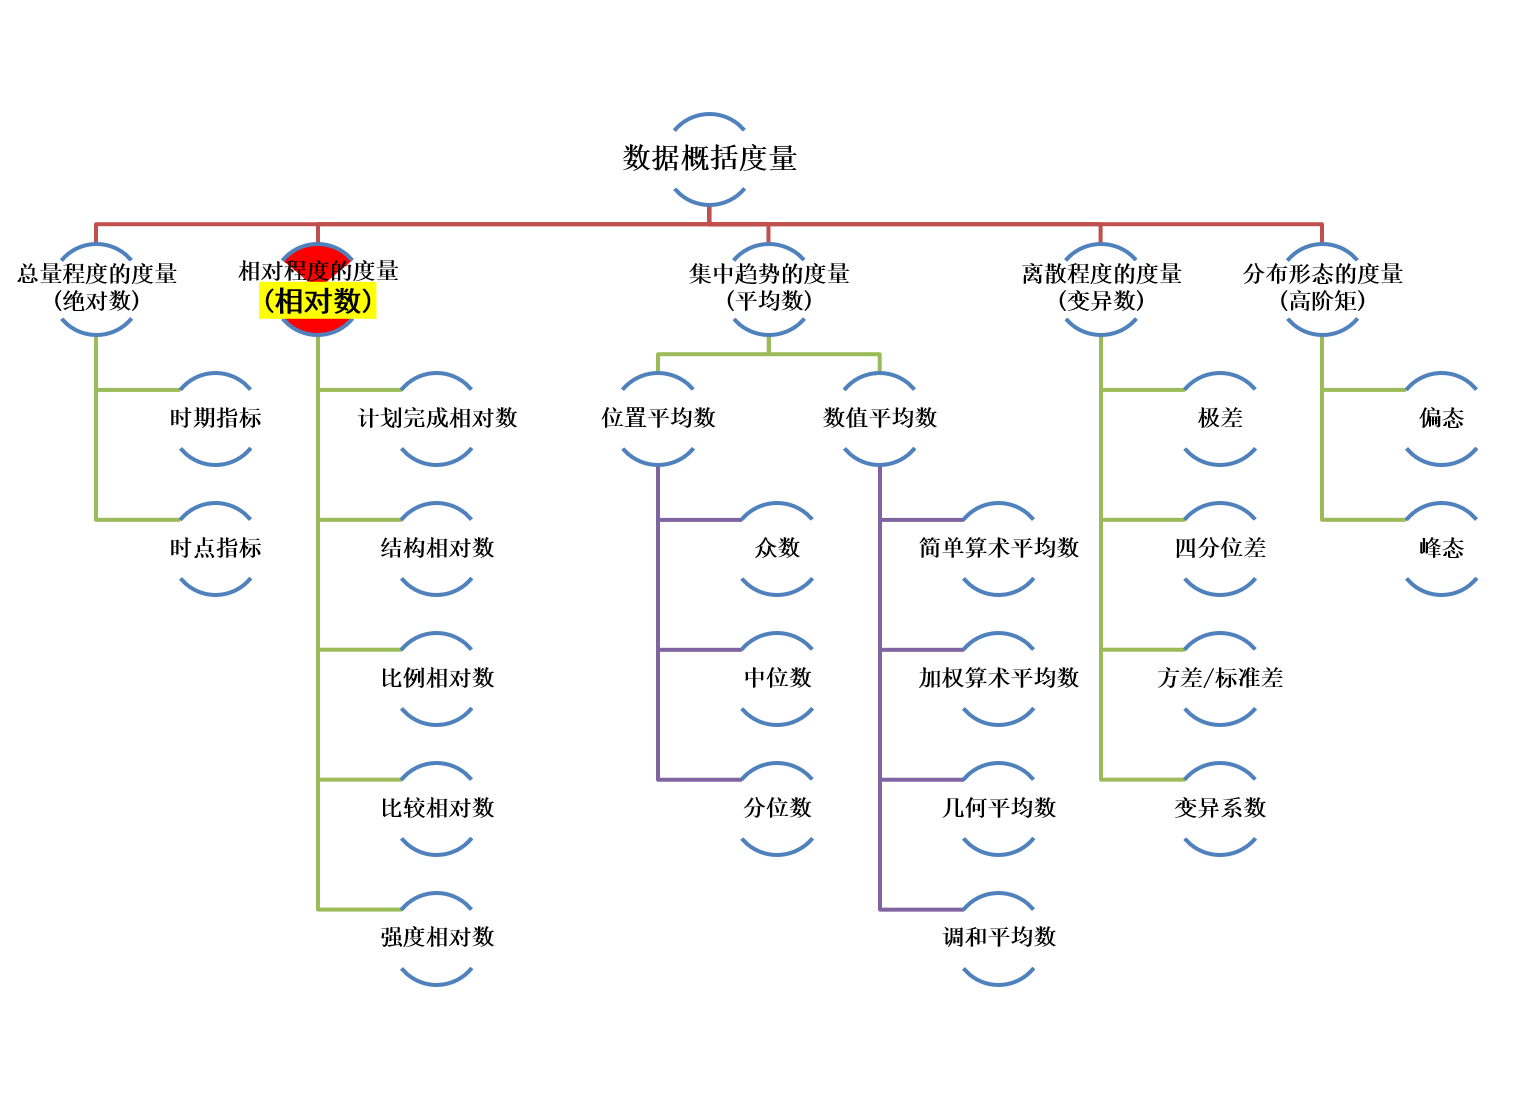 数据概括度量
总量程度的度量
(绝对数)
相对程度的度量
(相对数)
集中趋势的度量
(平均数)
离散程度的度量
(变异数)
分布形态的度量
(高阶矩)
时期指标
计划完成相对数
位置平均数
数值平均数
极差
偏态
时点指标
结构相对数
众数
简单算术平均数
四分位差
峰态
比例相对数
中位数
加权算术平均数
方差/标准差
比较相对数
分位数
几何平均数
变异系数
强度相对数
调和平均数